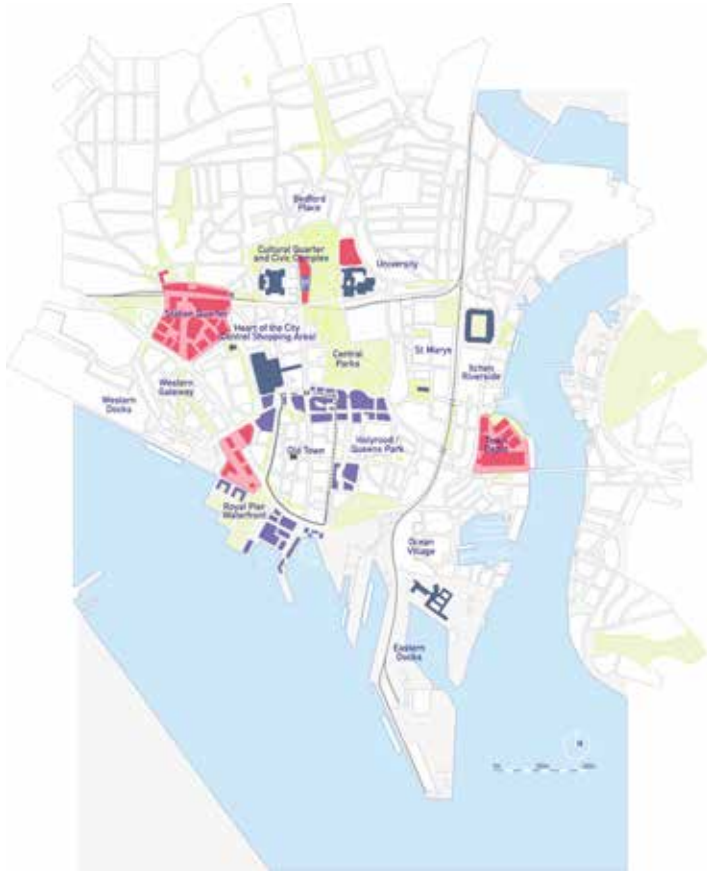 Bedford
Place
Cultural Quarter
and Civic Complex
University
Station Quarter
Heart of the City
(Central Shopping Area)
Central
Parks
St Marys
Itchen
Riverside
Western
Gateway
Western
Docks
Town
Depot
Old Town
Holyrood /
Queens Park
Royal Pier
Waterfront
Ocean
Village
Eastern
Docks
N